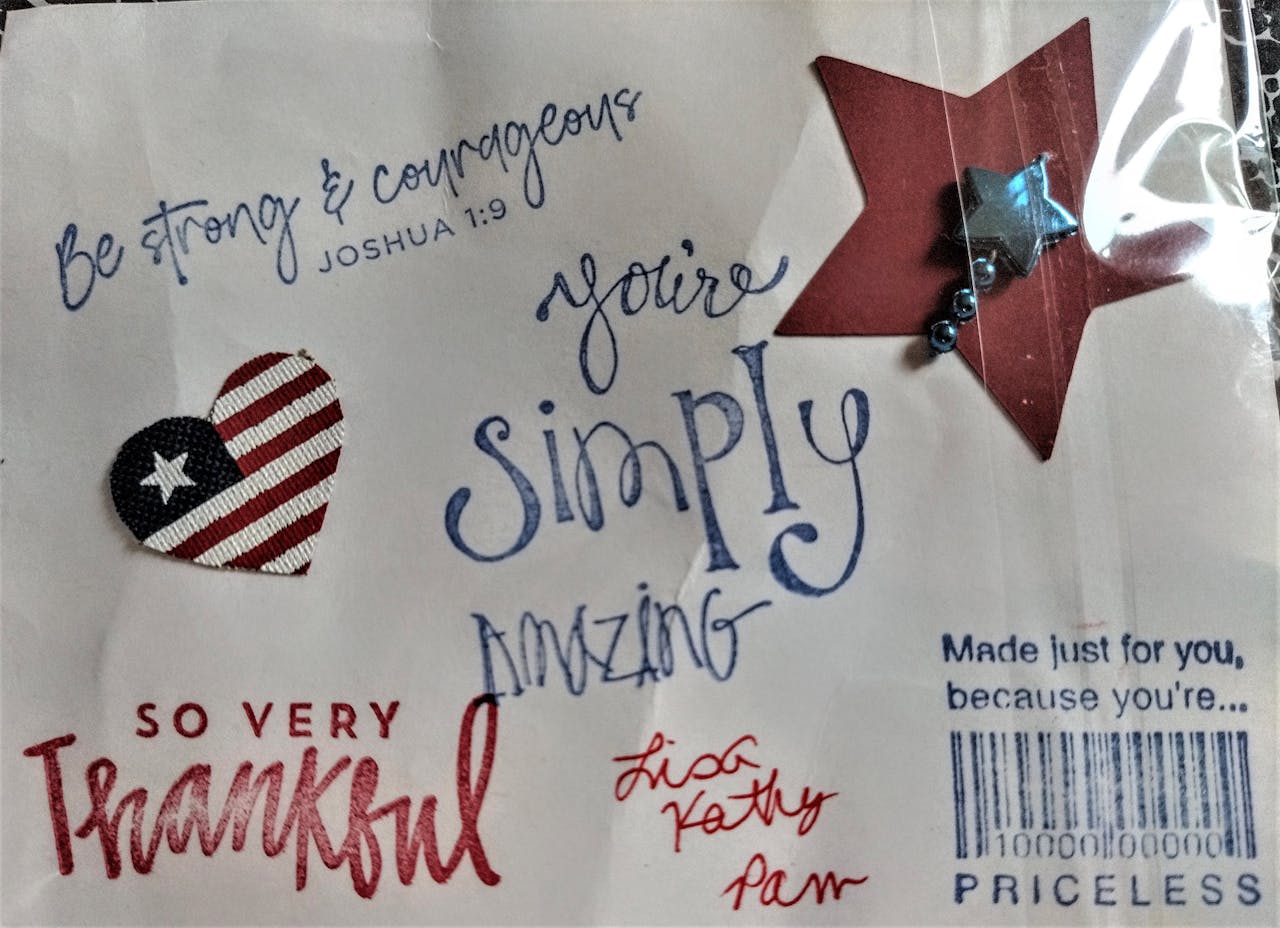 Be strong & courageous
JOSHUA 1:9
you're
simply
AMAZING
SO VERY
Thankful
Lisa
Kathy
Pam
Made just for you,
because you're...
10000 00000
PRICELESS